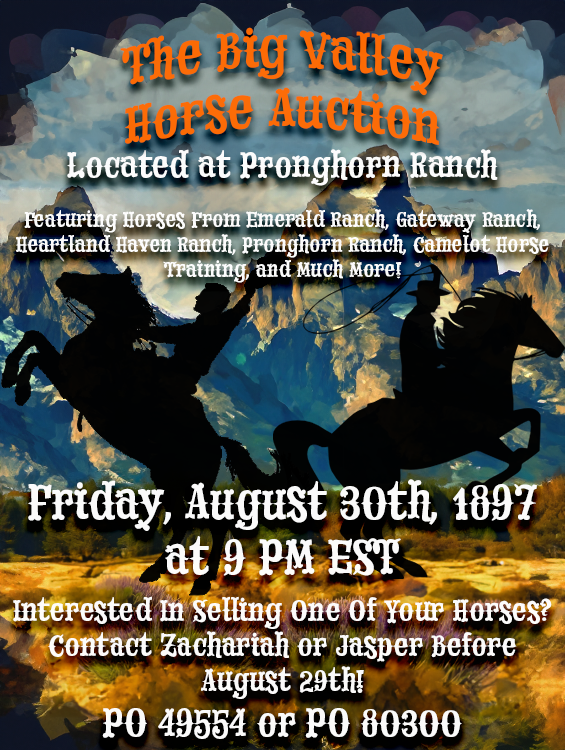 The Big Valley
Horse Auction
Located at Pronghorn Ranch
Featuring Horses From Emerald Ranch, Gateway Ranch,
Heartland Haven Ranch, Pronghorn Ranch, Camelot Horse
Training, and Much More!
Friday, August 30th, 1897
at 9 PM EST
Interested In Selling One Of Your Horses?
Contact Zachariah or Jasper Before
August 29th!
PO 49554 or PO 80300